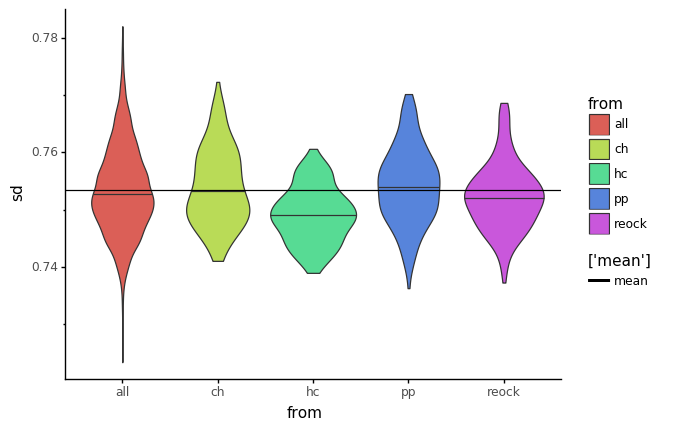 0.78
0.76
0.74
sd
all
ch
hc
pp
reock
from
from
all
ch
hc
pp
reock
['mean']
mean